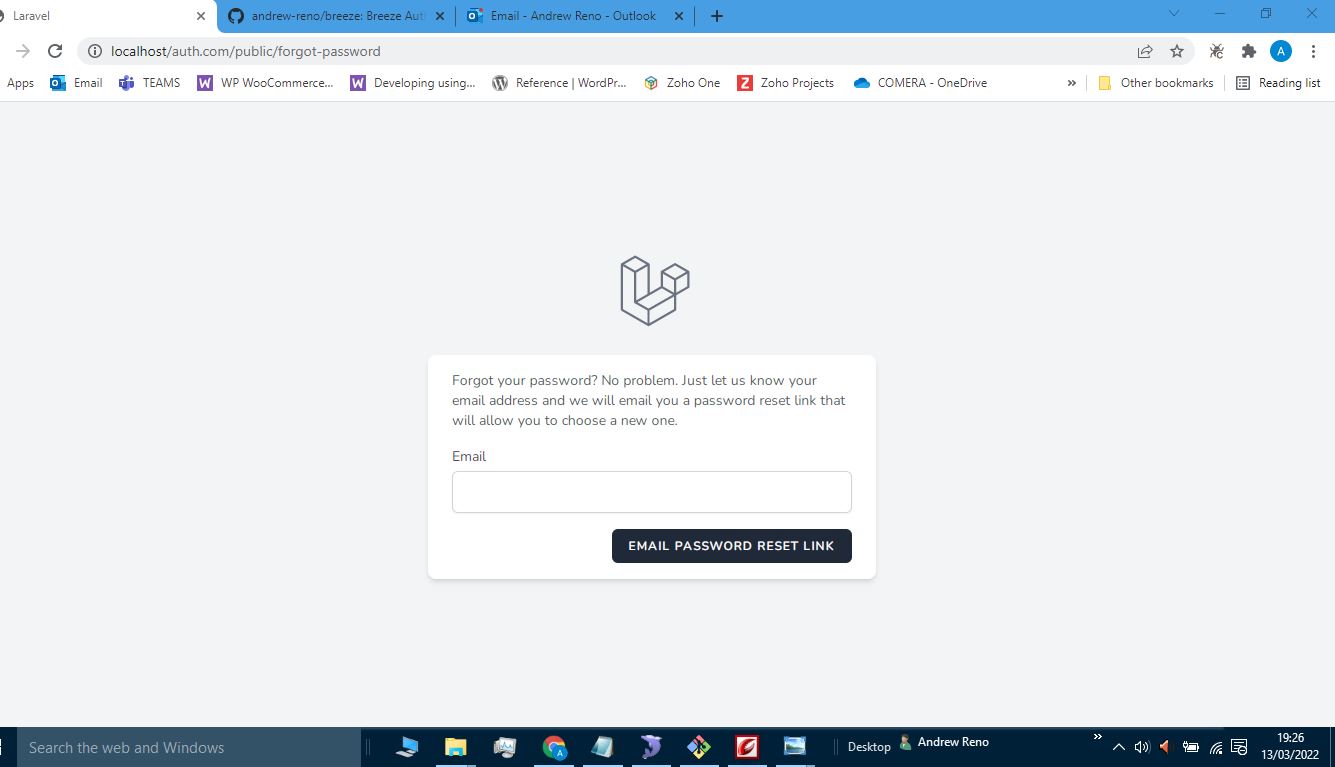 Laravel
andrew-reno/breeze: Breeze Aut
Email - Andrew Reno - Outlook
localhost/auth.com/public/forgot-password
A
Apps
Email
TEAMS
WP WooCommerce...
Developing using...
Reference | WordPr...
Zoho One
Zoho Projects
COMERA - OneDrive
»
Other bookmarks
Reading list
Forgot your password? No problem. Just let us know your
email address and we will email you a password reset link that
will allow you to choose a new one.
Email
EMAIL PASSWORD RESET LINK
Search the web and Windows
Desktop
Andrew Reno
»
19:26
13/03/2022